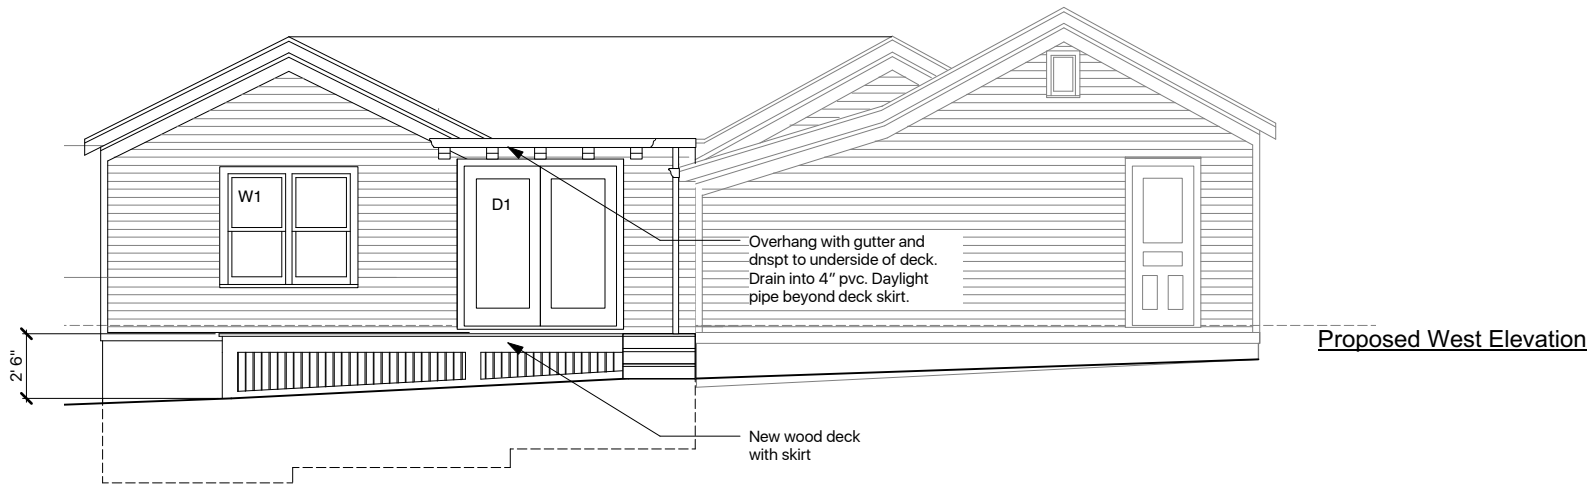 W1
D1
Overhang with gutter and
dnspt to underside of deck.
Drain into 4" pvc. Daylight
pipe beyond deck skirt.
Proposed West Elevation
2' 6"
New wood deck
with skirt